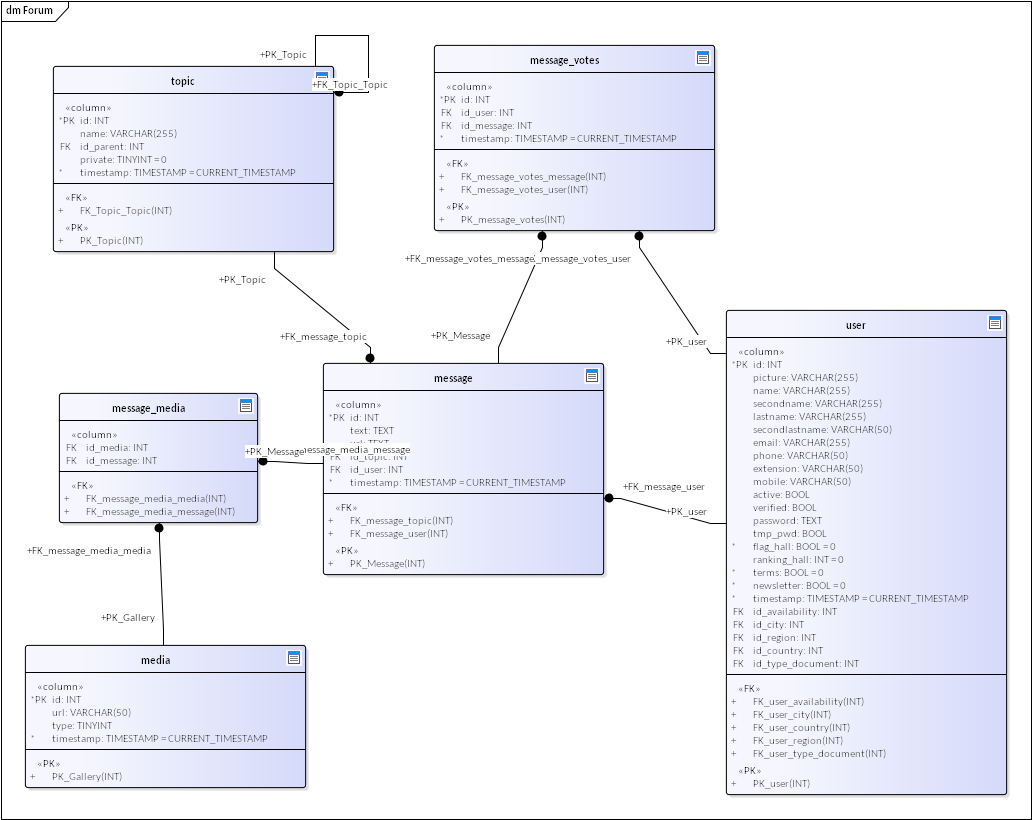 dm Forum
+PK_Topic
+FK_Topic_Topic
topic
«column»
*PK id: INT
name: VARCHAR(255)
FK id_parent: INT
private: TINYINT = 0
* timestamp: TIMESTAMP = CURRENT_TIMESTAMP
«FK»
+ FK_Topic_Topic(INT)
«PK»
+ PK_Topic(INT)
message_votes
«column»
*PK id: INT
FK id_user: INT
FK id_message: INT
* timestamp: TIMESTAMP = CURRENT_TIMESTAMP
«FK»
+ FK_message_votes_message(INT)
+ FK_message_votes_user(INT)
«PK»
+ PK_message_votes(INT)
+FK_message_votes_message
_message_votes_user
+PK_Topic
+FK_message_topic
+PK_Message
+PK_user
message
«column»
*PK id: INT
text: TEXT
FK id_topic: INT
FK id_user: INT
* timestamp: TIMESTAMP = CURRENT_TIMESTAMP
«FK»
+ FK_message_topic(INT)
+ FK_message_user(INT)
«PK»
+ PK_Message(INT)
message_media
«column»
FK id_media: INT
FK id_message: INT
«FK»
+ FK_message_media_media(INT)
+ FK_message_media_message(INT)
+PK_Message
essage_media_message
+FK_message_user
+PK_user
+FK_message_media_media
+PK_Gallery
media
«column»
*PK id: INT
url: VARCHAR(50)
type: TINYINT
* timestamp: TIMESTAMP = CURRENT_TIMESTAMP
«PK»
+ PK_Gallery(INT)
user
«column»
*PK id: INT
picture: VARCHAR(255)
name: VARCHAR(255)
secondname: VARCHAR(255)
lastname: VARCHAR(255)
secondlastname: VARCHAR(50)
email: VARCHAR(255)
phone: VARCHAR(50)
extension: VARCHAR(50)
mobile: VARCHAR(50)
active: BOOL
verified: BOOL
password: TEXT
tmp_pwd: BOOL
* flag_hall: BOOL = 0
ranking_hall: INT = 0
* terms: BOOL = 0
* newsletter: BOOL = 0
* timestamp: TIMESTAMP = CURRENT_TIMESTAMP
FK id_availability: INT
FK id_city: INT
FK id_region: INT
FK id_country: INT
FK id_type_document: INT
«FK»
+ FK_user_availability(INT)
+ FK_user_city(INT)
+ FK_user_country(INT)
+ FK_user_region(INT)
+ FK_user_type_document(INT)
«PK»
+ PK_user(INT)